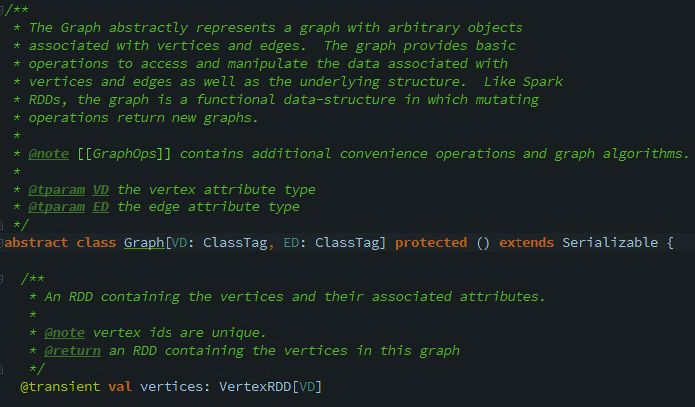 /**
 * The Graph abstractly represents a graph with arbitrary objects
 * associated with vertices and edges.  The graph provides basic
 * operations to access and manipulate the data associated with
 * vertices and edges as well as the underlying structure.  Like Spark
 * RDDs, the graph is a functional data-structure in which mutating
 * operations return new graphs.
 *
 * @note [[GraphOps]] contains additional convenience operations and graph algorithms.
 *
 * @tparam VD the vertex attribute type
 * @tparam ED the edge attribute type
 */
abstract class Graph[VD: ClassTag, ED: ClassTag] protected () extends Serializable {
  /**
   * An RDD containing the vertices and their associated attributes.
   *
   * @note vertex ids are unique.
   * @return an RDD containing the vertices in this graph
   */
  @transient val vertices: VertexRDD[VD]